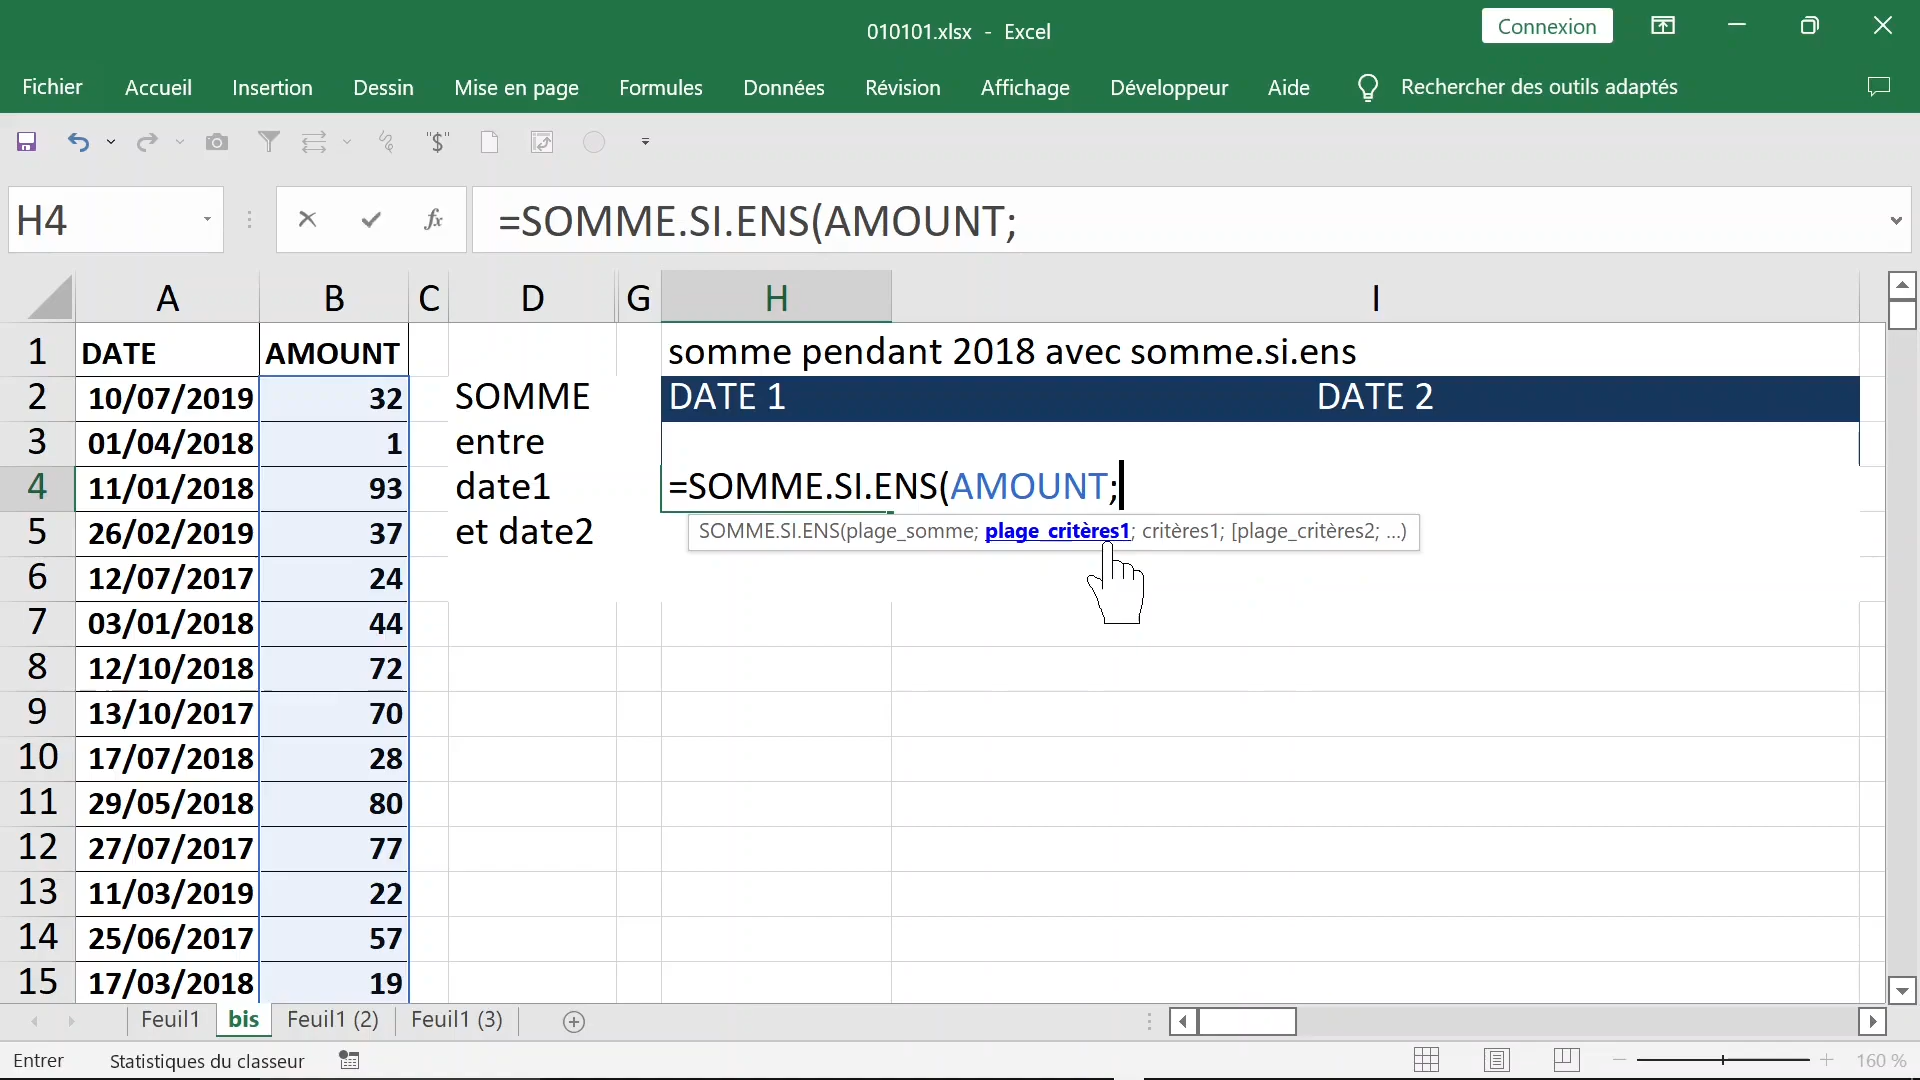 010101.xlsx - Excel
Connexion
Fichier Accueil Insertion Dessin Mise en page Formules Données Révision Affichage Développeur Aide Rechercher des outils adaptés
"$"
H4 fx =SOMME.SI.ENS(AMOUNT;
A B C D G H I
1 DATE AMOUNT somme pendant 2018 avec somme.si.ens
2 10/07/2019 32 SOMME DATE 1 DATE 2
3 01/04/2018 1 entre
4 11/01/2018 93 date1 =SOMME.SI.ENS(AMOUNT;
5 26/02/2019 37 et date2 SOMME.SI.ENS(plage_somme; plage_critères1; critères1; [plage_critères2; ...)
6 12/07/2017 24
7 03/01/2018 44
8 12/10/2018 72
9 13/10/2017 70
10 17/07/2018 28
11 29/05/2018 80
12 27/07/2017 77
13 11/03/2019 22
14 25/06/2017 57
15 17/03/2018 19
Feuil1 bis Feuil1 (2) Feuil1 (3)
Entrer Statistiques du classeur 160 %